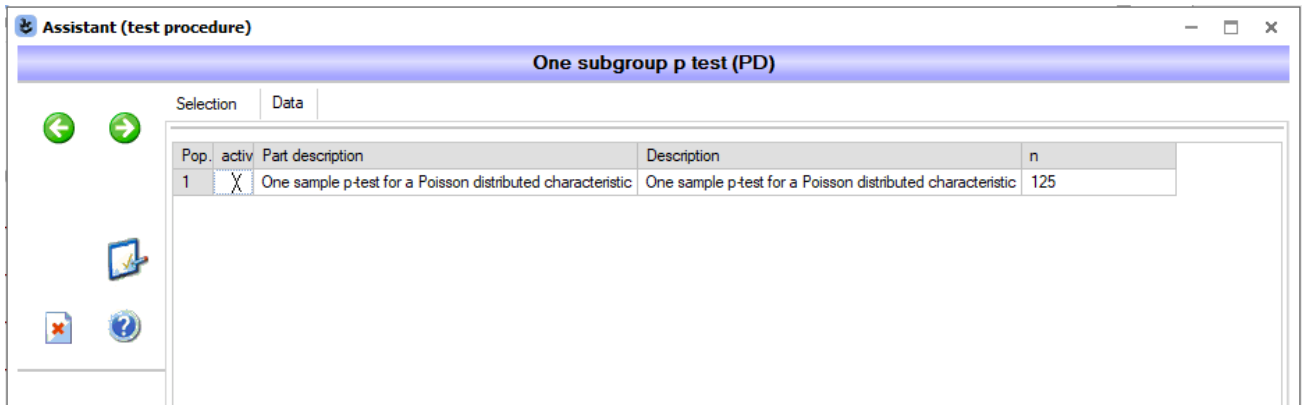 Assistant (test procedure)
One subgroup p test (PD)
Selection Data
Pop. activ Part description Description n
1 X One sample p-test for a Poisson distributed characteristic One sample p-test for a Poisson distributed characteristic 125